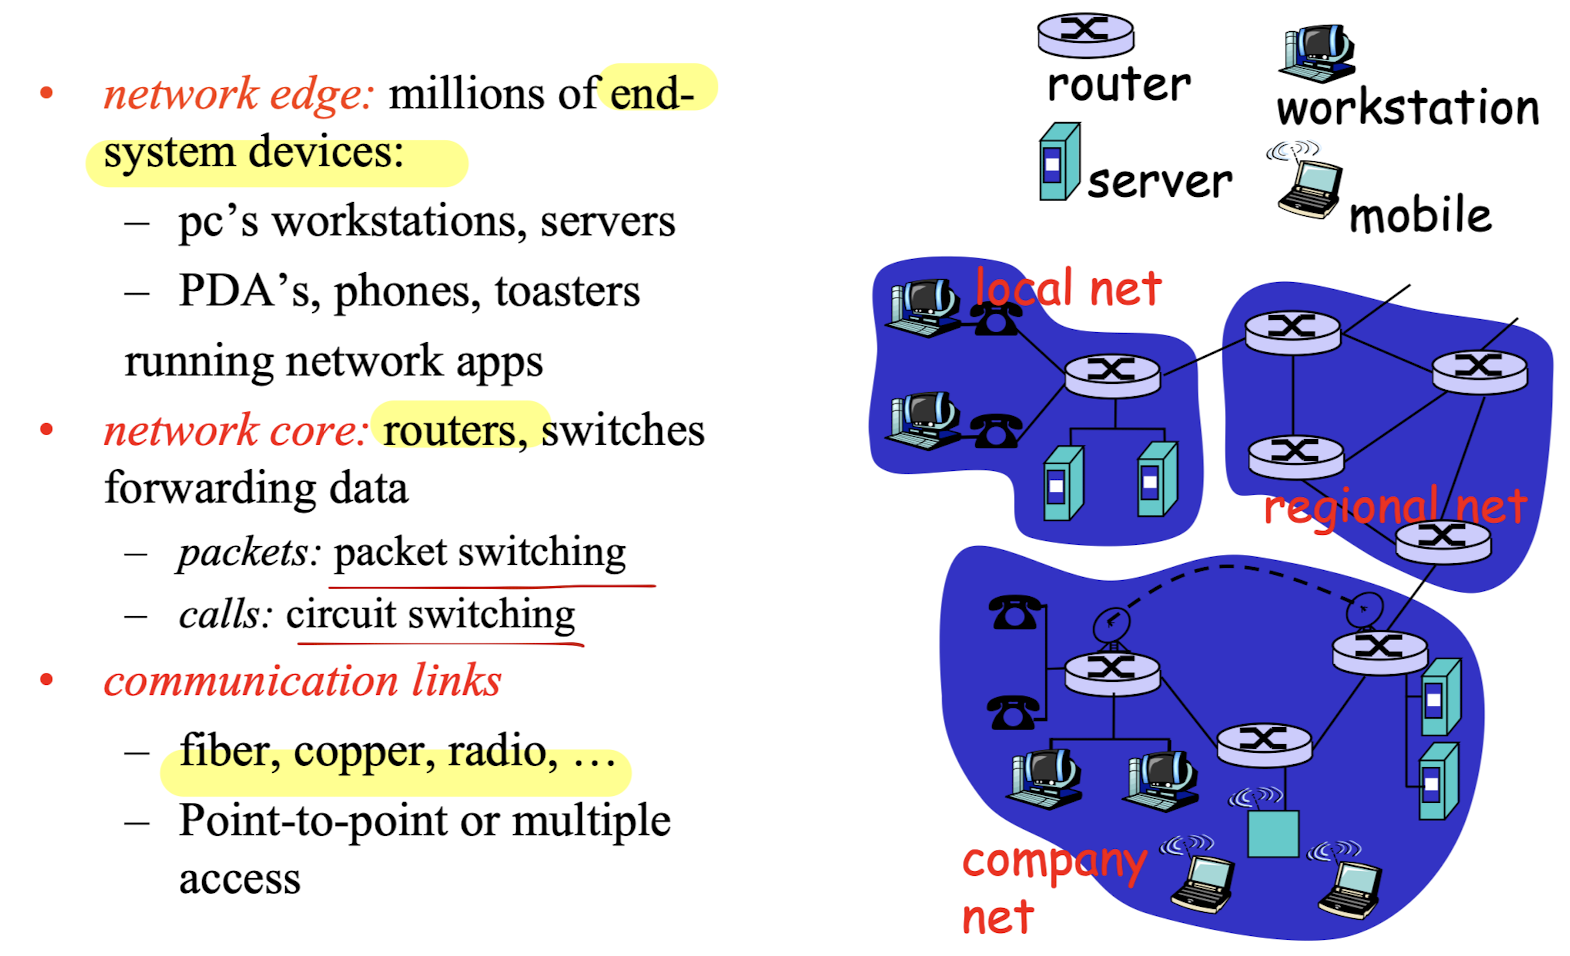 • network edge: millions of end-
system devices:
– pc’s workstations, servers
– PDA’s, phones, toasters
running network apps
• network core: routers, switches
forwarding data
– packets: packet switching
– calls: circuit switching
• communication links
– fiber, copper, radio, …
– Point-to-point or multiple
access
router
workstation
server
mobile
local net
regional net
company
net